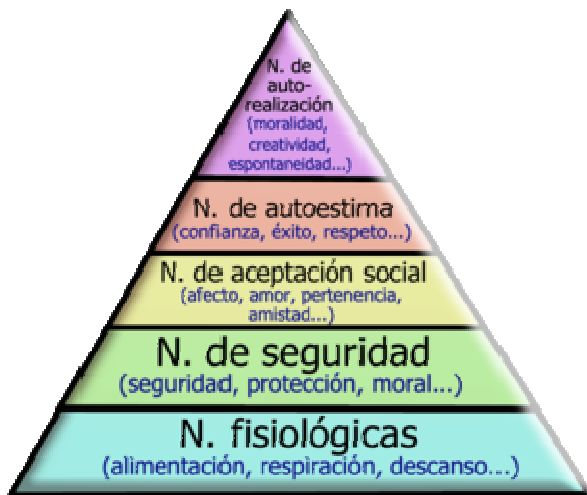 N. de
auto-
realización
(moralidad,
creatividad,
espontaneidad...)
N. de autoestima
(confianza, éxito, respeto...)
N. de aceptación social
(afecto, amor, pertenencia,
amistad...)
N. de seguridad
(seguridad, protección, moral...)
N. fisiológicas
(alimentación, respiración, descanso...)